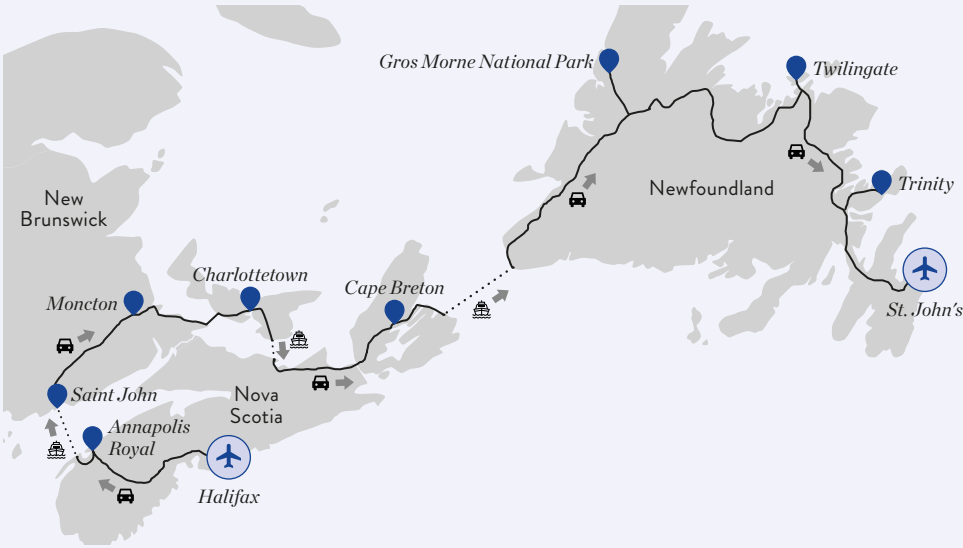 Gros Morne National Park
Twilingate
New
Brunswick
Newfoundland
Trinity
Charlottetown
Cape Breton
Moncton
St. John's
Saint John
Nova
Scotia
Annapolis
Royal
Halifax